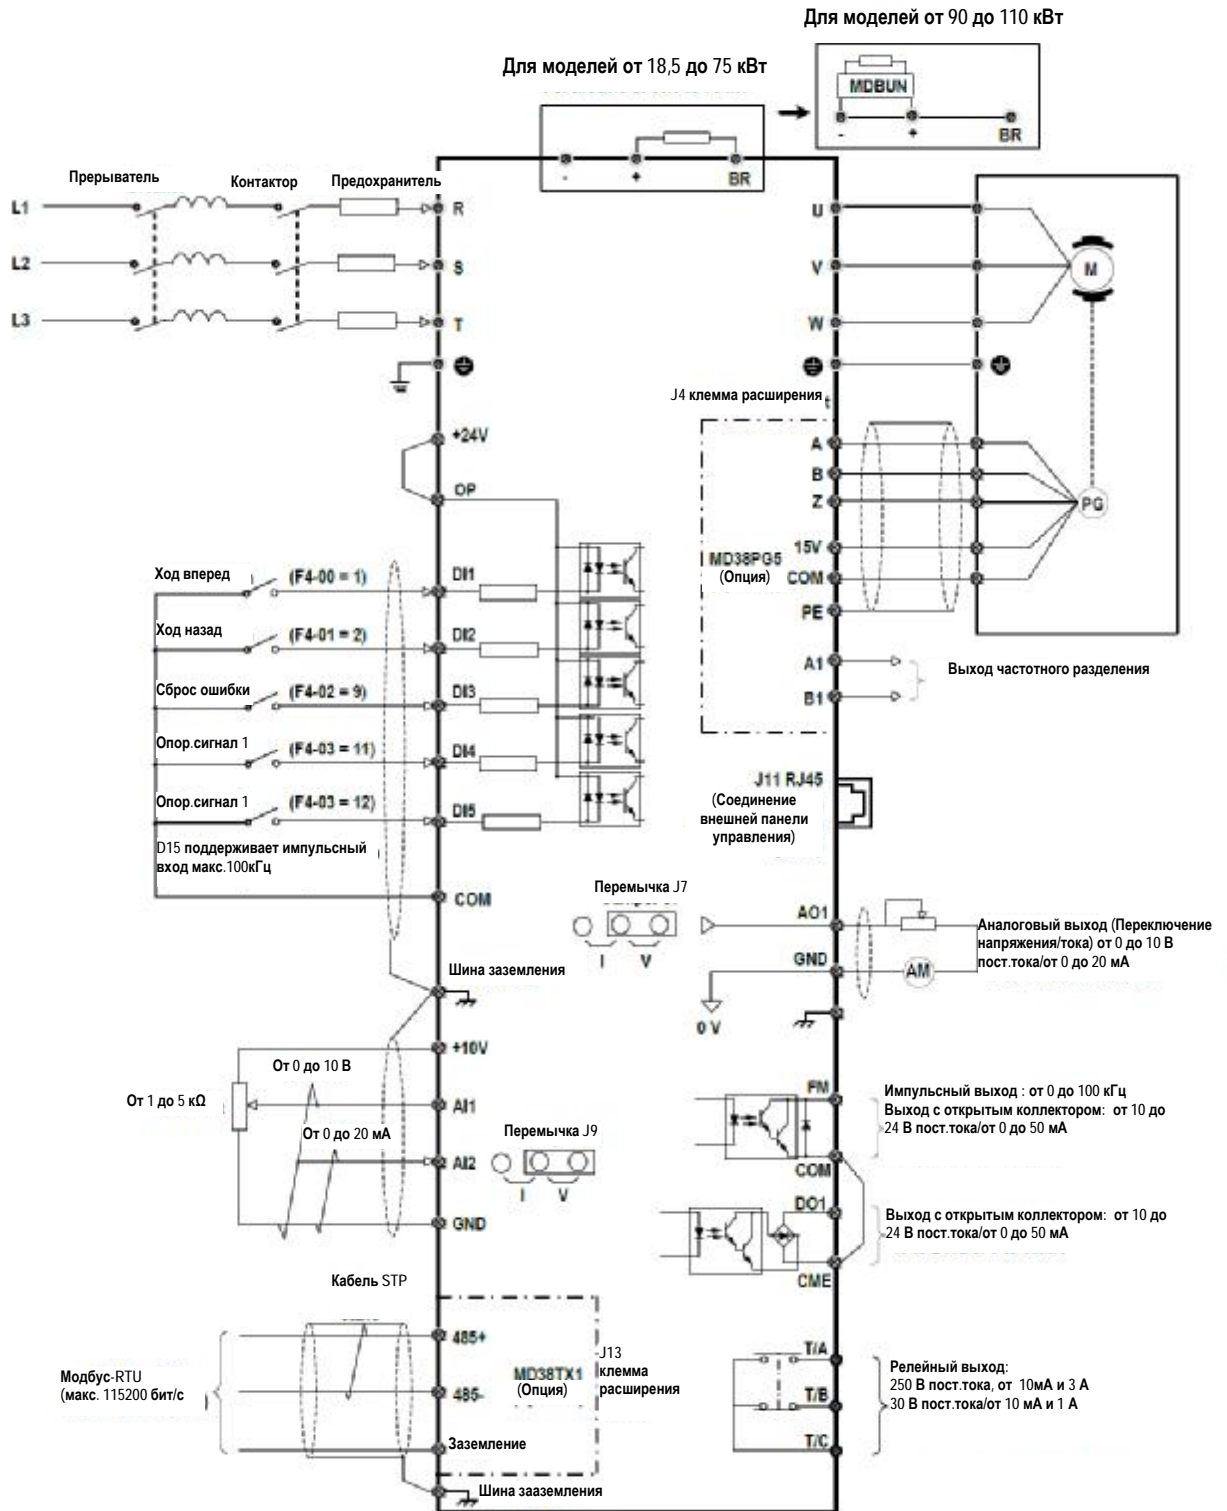 Для моделей от 90 до 110 кВт
Для моделей от 18,5 до 75 кВт
MDBUN
- + BR
- + BR
Прерыватель
Контактор
Предохранитель
L1
R
U
L2
S
V
M
L3
T
W
J4 клемма расширения
+24V
A
B
OP
Z
PG
15V
MD38PG5
(Опция)
COM
PE
Ход вперед
(F4-00 = 1)
DI1
Ход назад
(F4-01 = 2)
DI2
A1
Выход частотного разделения
B1
Сброс ошибки
(F4-02 = 9)
DI3
Опор.сигнал 1
(F4-03 = 11)
DI4
J11 RJ45
(Соединение
внешней панели
управления)
Опор.сигнал 1
(F4-03 = 12)
DI5
D15 поддерживает импульсный
вход макс.100кГц
COM
Перемычка J7
I V
AO1
GND
AM
0 V
Аналоговый выход (Переключение
напряжения/тока) от 0 до 10 В
пост.тока/от 0 до 20 мА
Шина заземления
+10V
От 0 до 10 В
От 1 до 5 кΩ
AI1
От 0 до 20 мА
AI2
Перемычка J9
I V
GND
FM
Импульсный выход : от 0 до 100 кГц
Выход с открытым коллектором: от 10 до
24 В пост.тока/от 0 до 50 мА
COM
DO1
Выход с открытым коллектором: от 10 до
24 В пост.тока/от 0 до 50 мА
CME
Кабель STP
485+
Модбус-RTU
(макс. 115200 бит/с
MD38TX1
(Опция)
J13
клемма
расширения
485-
Заземление
Шина зааземления
T/A
T/B
T/C
Релейный выход:
250 В пост.тока, от 10мА и 3 А
30 В пост.тока/от 10 мА и 1 А